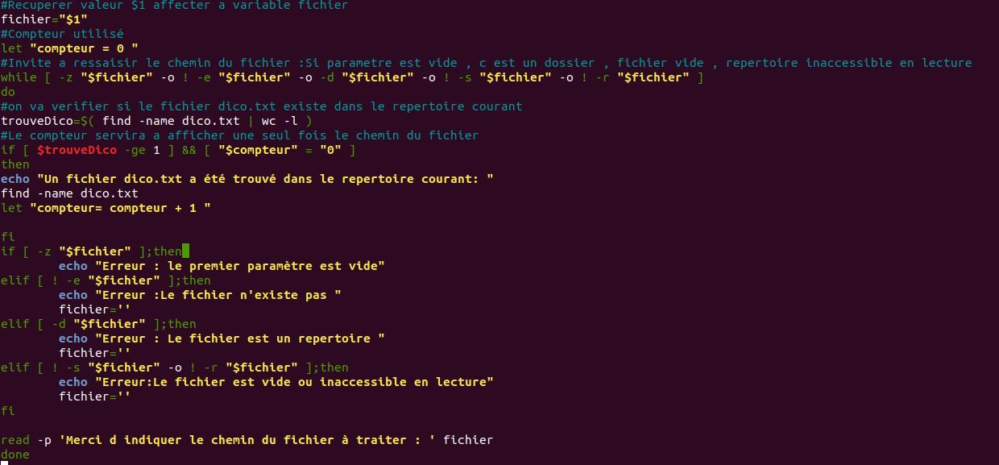 #Recuperer valeur $1 affecter a variable fichier
fichier="$1"
#Compteur utilisé
let "compteur = 0 "
#Invite a ressaisir le chemin du fichier :Si parametre est vide , c est un dossier , fichier vide , repertoire inaccessible en lecture
while [ -z "$fichier" -o ! -e "$fichier" -o -d "$fichier" -o ! -s "$fichier" -o ! -r "$fichier" ]
do
#on va verifier si le fichier dico.txt existe dans le repertoire courant
trouveDico=$( find -name dico.txt | wc -l )
#Le compteur servira a afficher une seul fois le chemin du fichier
if [ $trouveDico -ge 1 ] && [ "$compteur" = "0" ]
then
echo "Un fichier dico.txt a été trouvé dans le repertoire courant: "
find -name dico.txt
let "compteur= compteur + 1 "
fi
if [ -z "$fichier" ];then
echo "Erreur : le premier paramètre est vide"
elif [ ! -e "$fichier" ];then
echo "Erreur :Le fichier n'existe pas "
fichier=''
elif [ -d "$fichier" ];then
echo "Erreur : Le fichier est un repertoire "
fichier=''
elif [ ! -s "$fichier" -o ! -r "$fichier" ];then
echo "Erreur:Le fichier est vide ou inaccessible en lecture"
fichier=''
fi
read -p 'Merci d indiquer le chemin du fichier à traiter : ' fichier
done